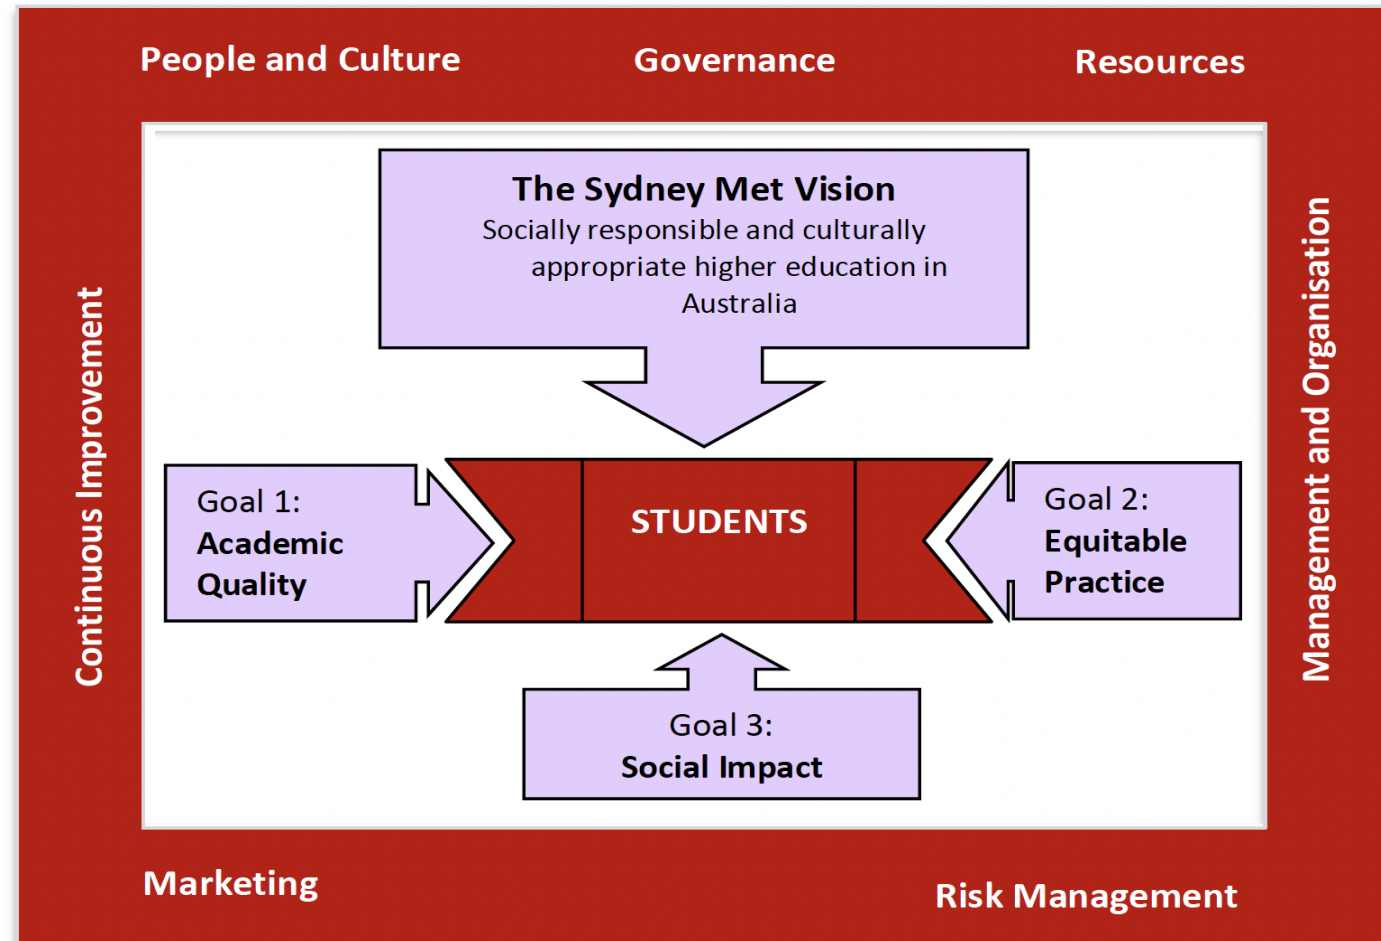 People and Culture
Governance
Resources
The Sydney Met Vision
Socially responsible and culturally
appropriate higher education in
Australia
Continuous Improvement
Management and Organisation
Goal 1:
Academic
Quality
STUDENTS
Goal 2:
Equitable
Practice
Goal 3:
Social Impact
Marketing
Risk Management